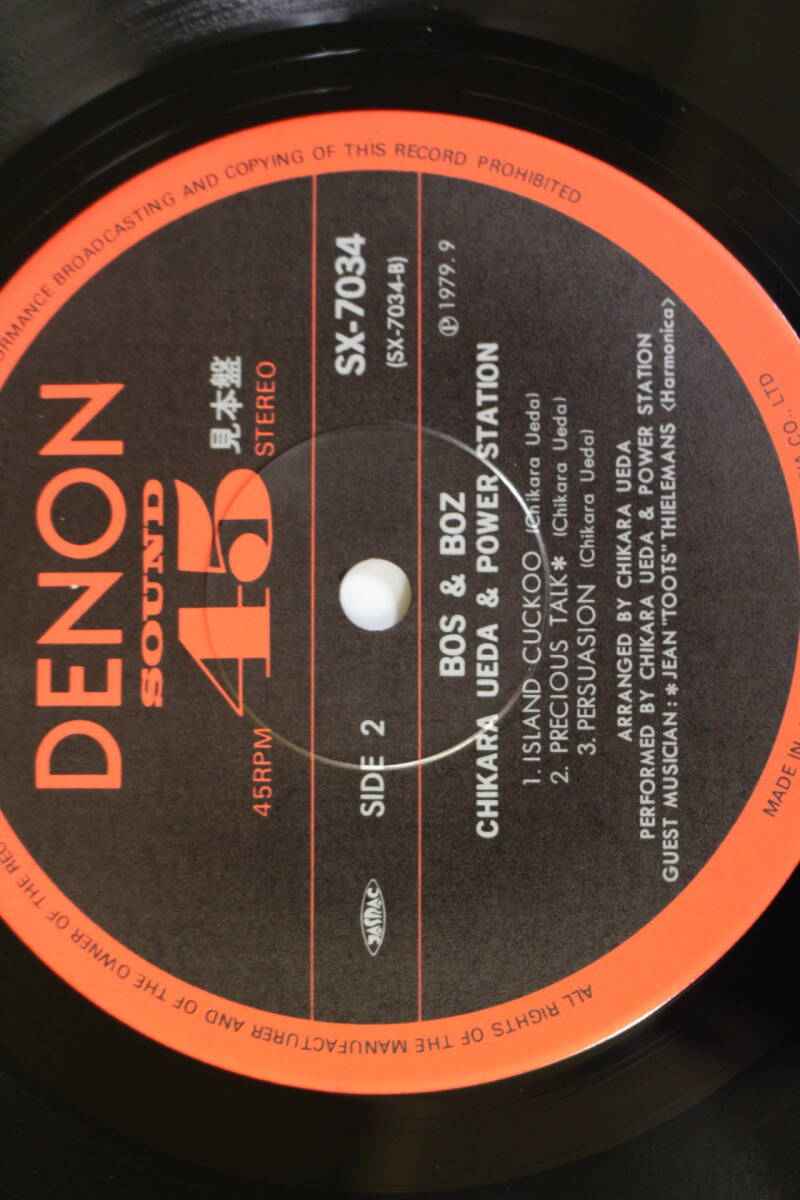 DENON
SOUND
45
45RPM
見本盤
STEREO
SIDE 2
SX-7034
(SX-7034-B)
JASRAC
℗ 1979. 9
BOS & BOZ
CHIKARA UEDA & POWER STATION
1. ISLAND CUCKOO (Chikara Ueda)
2. PRECIOUS TALK* (Chikara Ueda)
3. PERSUASION (Chikara Ueda)
ARRANGED BY CHIKARA UEDA
PERFORMED BY CHIKARA UEDA & POWER STATION
GUEST MUSICIAN : * JEAN "TOOTS" THIELEMANS <Harmonica>
ALL RIGHTS OF THE MANUFACTURER AND OF THE OWNER OF THE
BROADCASTING AND COPYING OF THIS RECORD PROHIBITED
MADE IN
CO., LTD